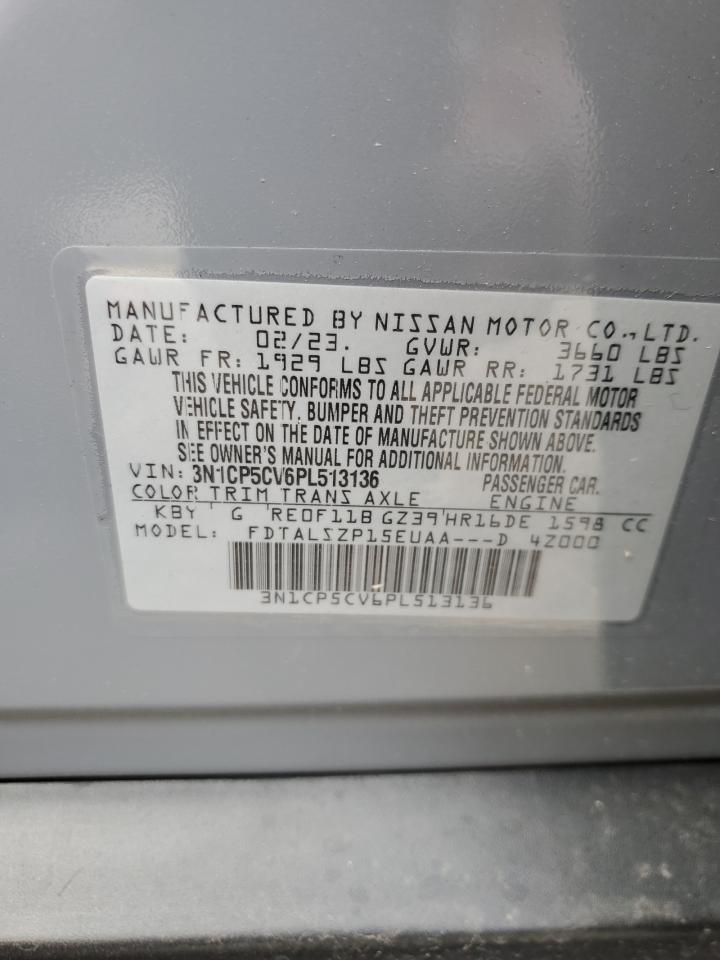 MANUFACTURED BY NISSAN MOTOR CO., LTD.
DATE: 02/23. GVWR: 3660 LBS
GAWR FR: 1929 LBS GAWR RR: 1731 LBS
THIS VEHICLE CONFORMS TO ALL APPLICABLE FEDERAL MOTOR
VEHICLE SAFETY, BUMPER AND THEFT PREVENTION STANDARDS
IN EFFECT ON THE DATE OF MANUFACTURE SHOWN ABOVE.
SEE OWNER'S MANUAL FOR ADDITIONAL INFORMATION.
VIN: 3N1CP5CV6PL513136 PASSENGER CAR.
COLOR TRIM TRANS AXLE ENGINE
KBY G RE0F11B GZ39 HR16DE 1598 CC
MODEL: FDTALSZP15EUAA---D 4Z000
3N1CP5CV6PL513136